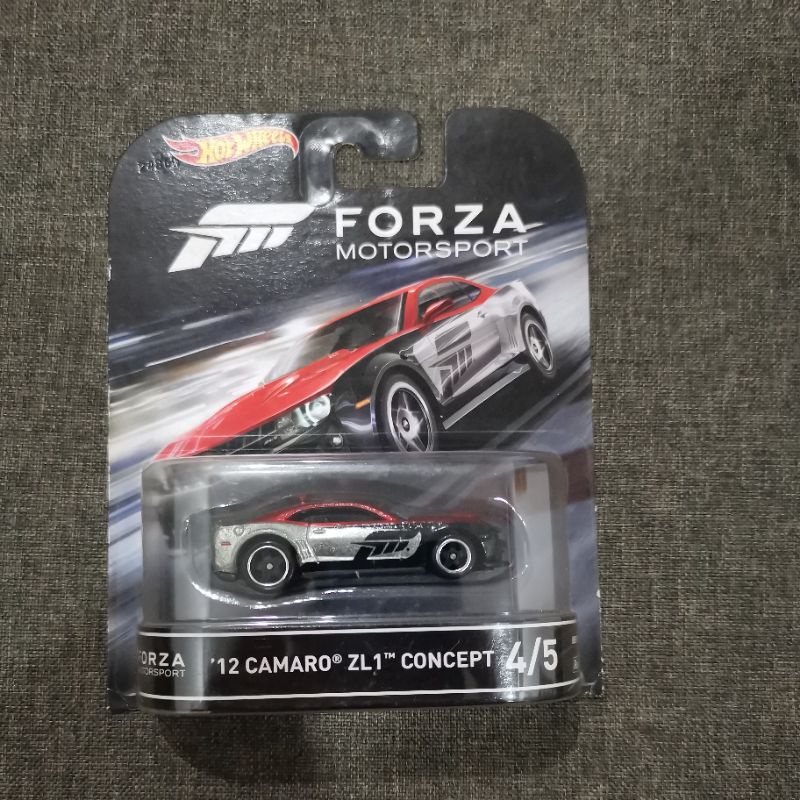 HOT WHEELS
FORZA
MOTORSPORT
FORZA
MOTORSPORT
'12 CAMARO® ZL1™ CONCEPT 4/5